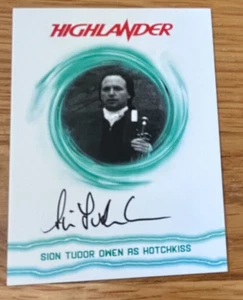 HIGHLANDER
SION TUDOR OWEN AS HOTCHKISS